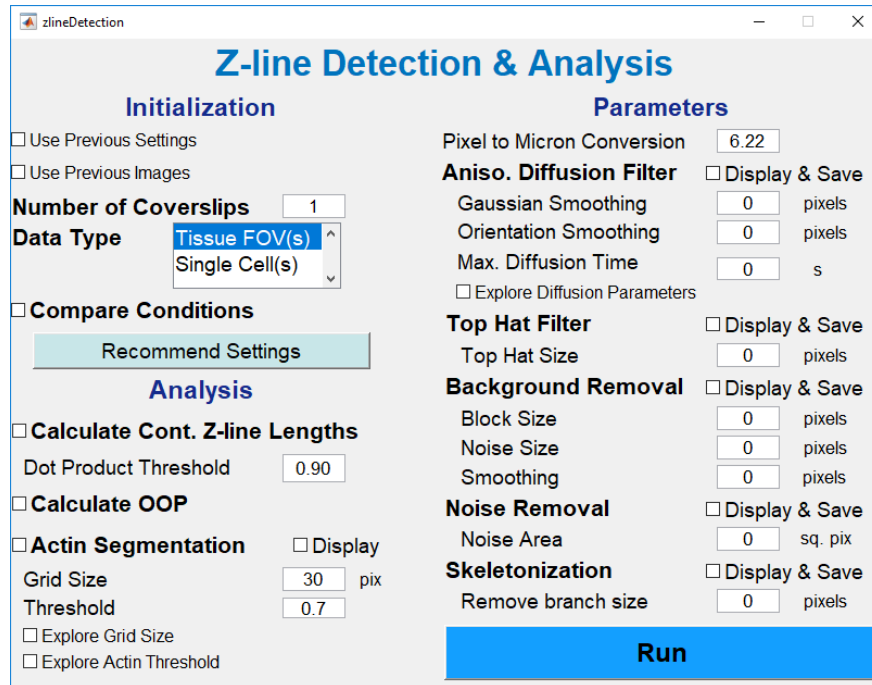 zlineDetection
Z-line Detection & Analysis
Initialization
Use Previous Settings
Use Previous Images
Number of Coverslips 1
Data Type Tissue FOV(s)
Single Cell(s)
Compare Conditions
Recommend Settings
Analysis
Calculate Cont. Z-line Lengths
Dot Product Threshold 0.90
Calculate OOP
Actin Segmentation Display
Grid Size 30 pix
Threshold 0.7
Explore Grid Size
Explore Actin Threshold
Parameters
Pixel to Micron Conversion 6.22
Aniso. Diffusion Filter Display & Save
Gaussian Smoothing 0 pixels
Orientation Smoothing 0 pixels
Max. Diffusion Time 0 s
Explore Diffusion Parameters
Top Hat Filter Display & Save
Top Hat Size 0 pixels
Background Removal Display & Save
Block Size 0 pixels
Noise Size 0 pixels
Smoothing 0 pixels
Noise Removal Display & Save
Noise Area 0 sq. pix
Skeletonization Display & Save
Remove branch size 0 pixels
Run